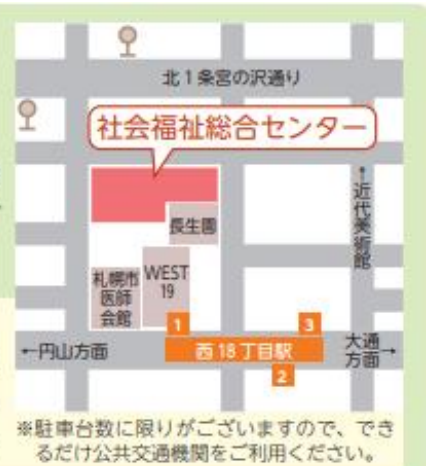 北1条宮の沢通り
社会福祉総合センター
↑近代美術館
長生園
札幌市
医師
会館
WEST
19
1
3
←円山方面
西18丁目駅
大通
方面→
2
※駐車台数に限りがございますので、でき
るだけ公共交通機関をご利用ください。